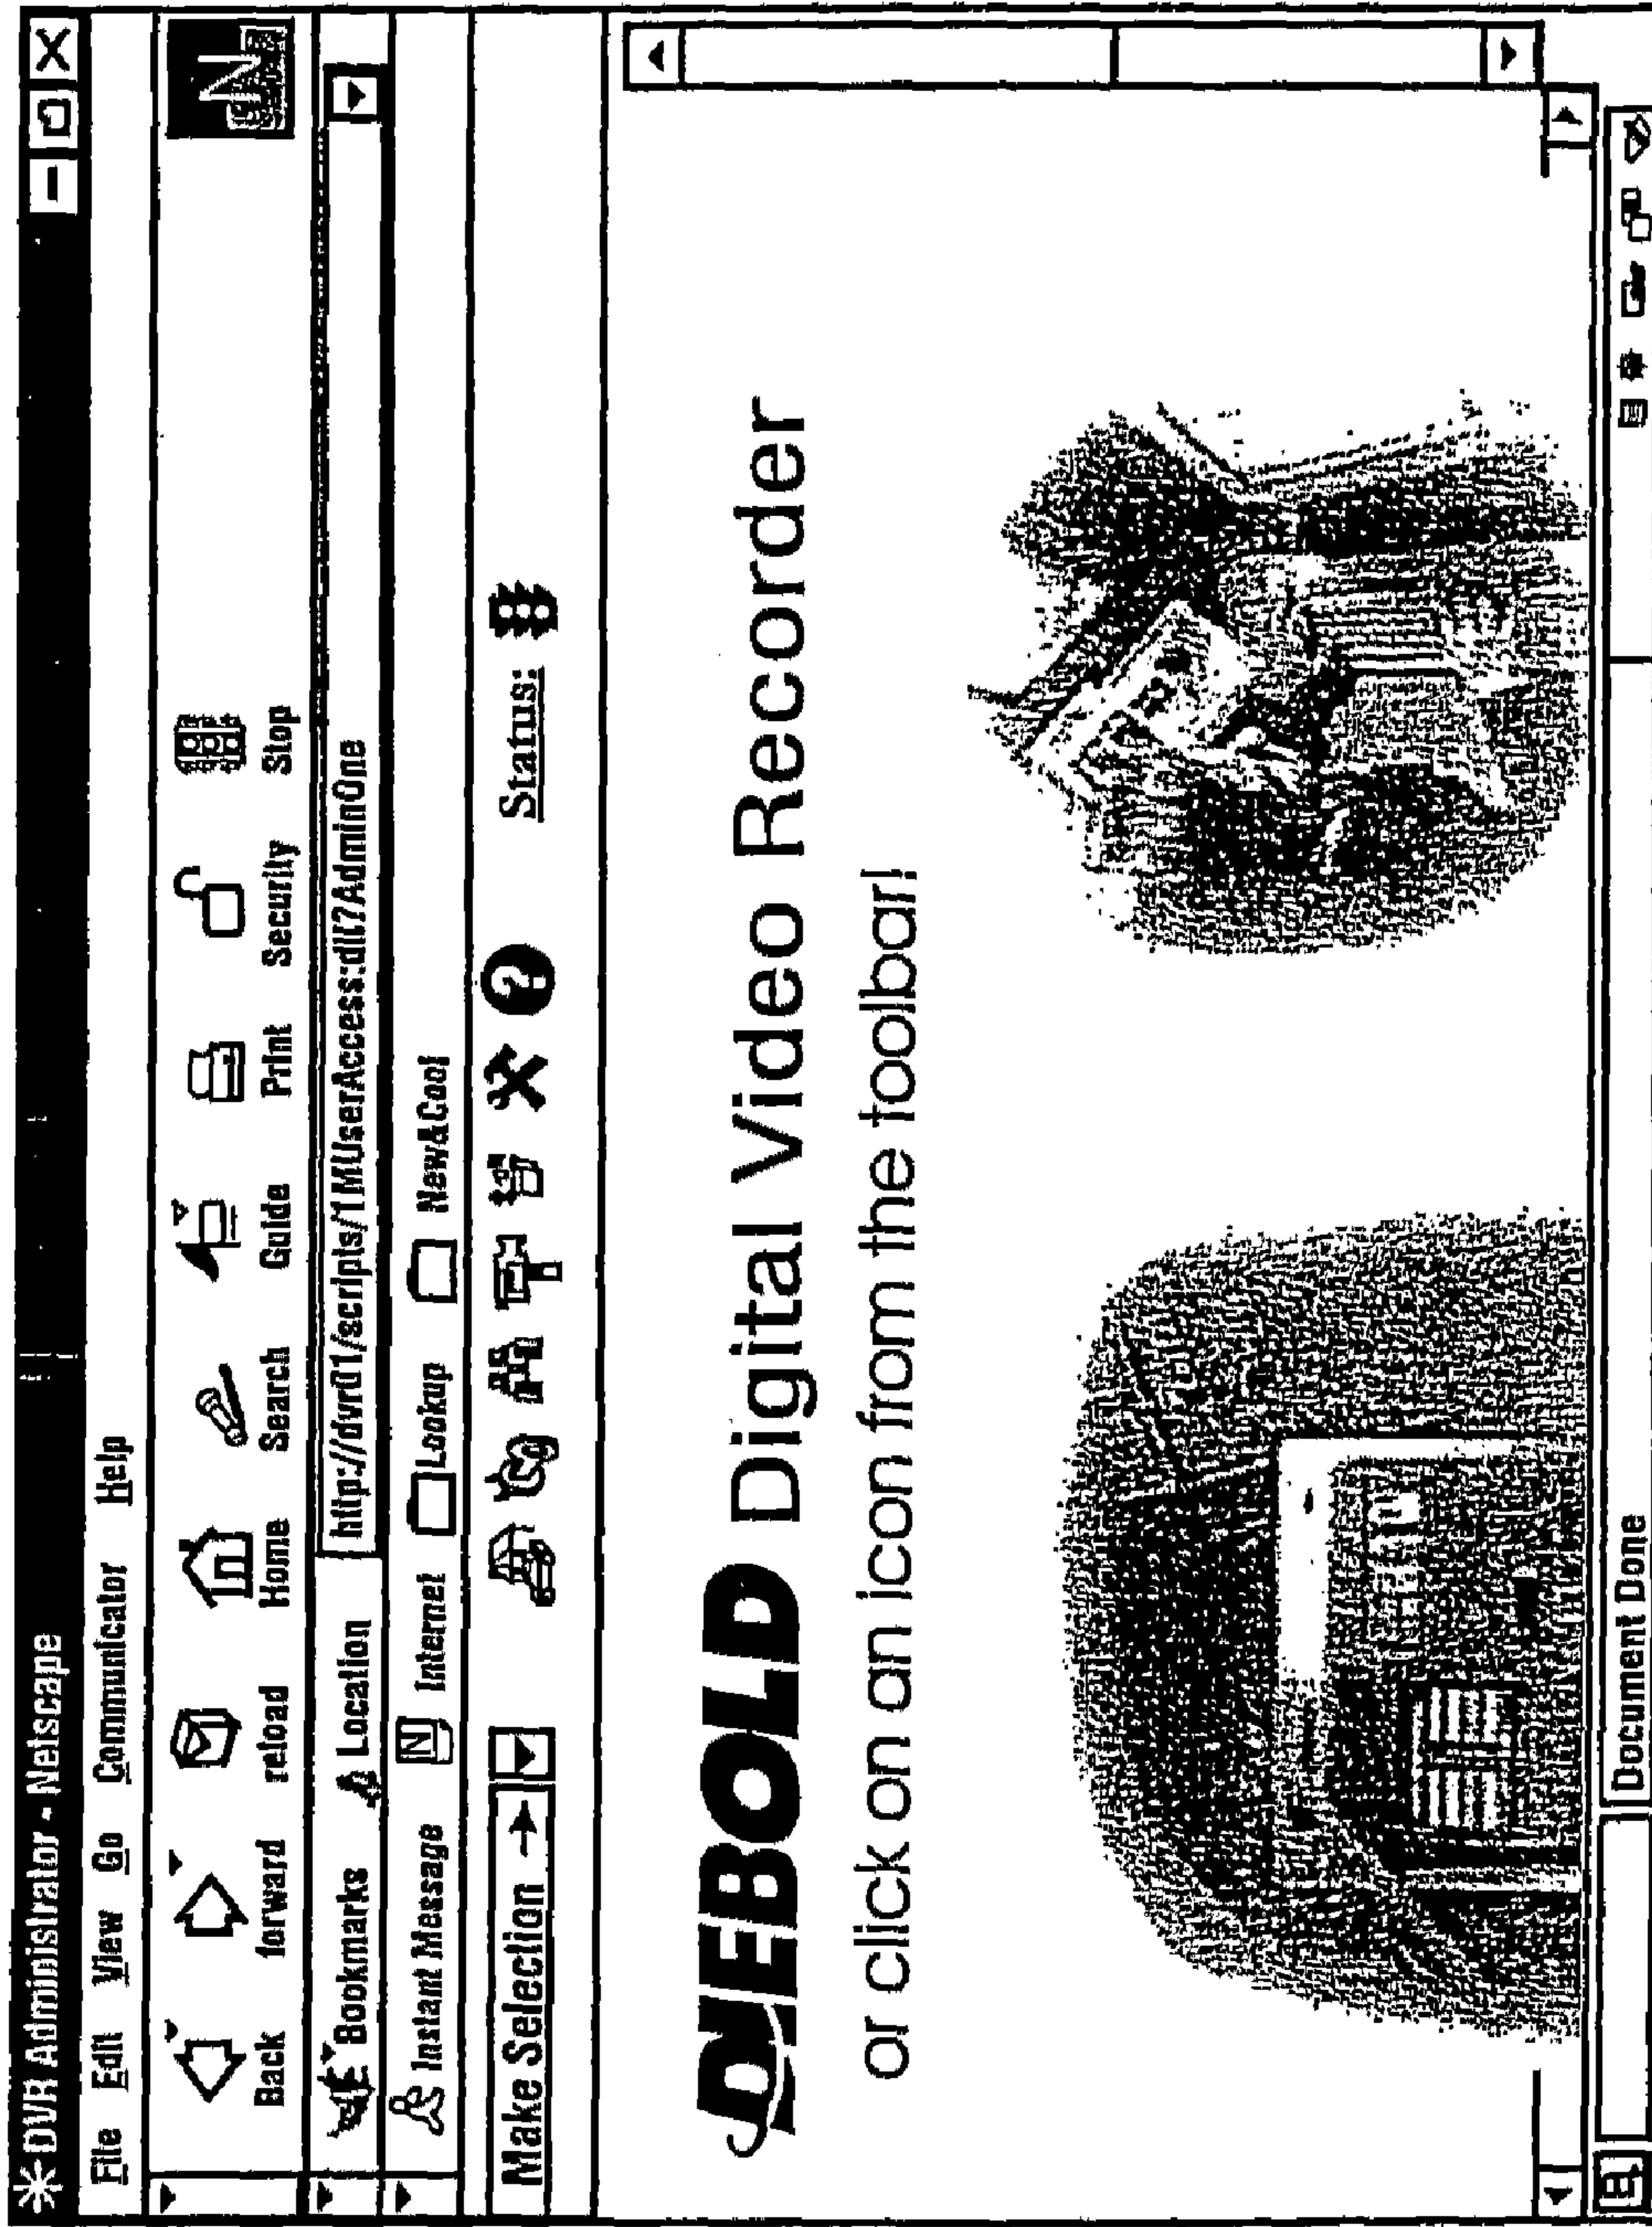 DVR Administrator - Netscape
File Edit View Go Communicator Help
Back forward reload Home Search Guide Print Security Stop
N
Bookmarks Location http://dvr01/scripts/1MUserAccess:dll?AdminOne
Instant Message N Internet Lookup New&Cool
Make Selection → Status:
DIEBOLD Digital Video Recorder
or click on an icon from the toolbar!
Document Done